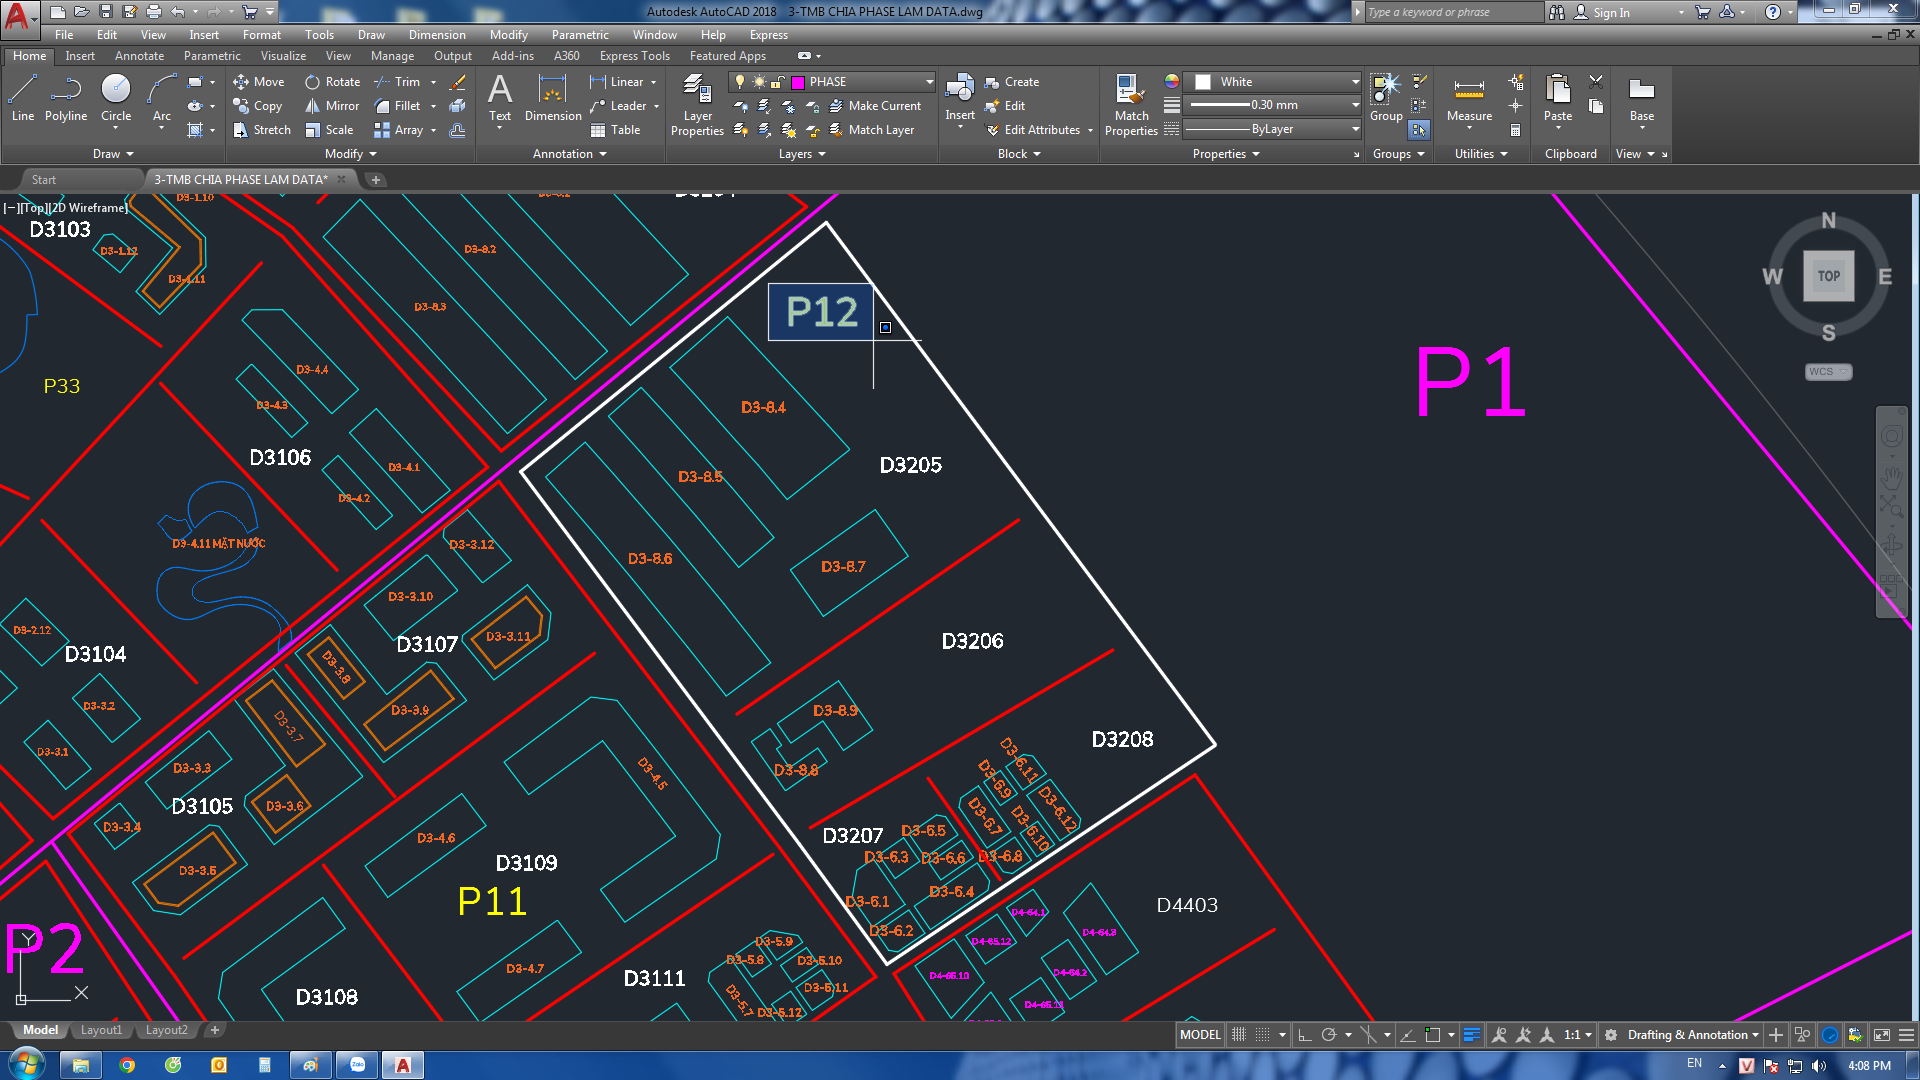 Autodesk AutoCAD 2018 3-TMB CHIA PHASE LAM DATA.dwg
Type a keyword or phrase
Sign In
File Edit View Insert Format Tools Draw Dimension Modify Parametric Window Help Express
Home Insert Annotate Parametric Visualize View Manage Output Add-ins A360 Express Tools Featured Apps
Line Polyline Circle Arc
Move Rotate Trim
Copy Mirror Fillet
Stretch Scale Array
Text Dimension
Linear
Leader
Table
Layer Properties
PHASE
Make Current
Match Layer
Insert
Create
Edit
Edit Attributes
Match Properties
White
0.30 mm
ByLayer
Group
Measure
Paste
Base
Draw Modify Annotation Layers Block Properties Groups Utilities Clipboard View
Start
3-TMB CHIA PHASE LAM DATA*
[−][Top][2D Wireframe]
D3-1.10
D3103
D3-1.12
D3-1.11
D3-8.2
D3-8.3
P12
N
W
TOP
E
S
WCS
P1
P33
D3-4.4
D3-4.3
D3106
D3-4.1
D3-4.2
D3-8.4
D3-8.5
D3205
D3-4.11 MẶT NƯỚC
D3-3.12
D3-8.6
D3-8.7
D3-3.10
D3-2.12
D3104
D3107
D3-3.11
D3206
D3-3.8
D3-3.2
D3-3.9
D3-8.9
D3-3.7
D3-3.1
D3208
D3-3.3
D3-8.8
D3-4.5
D3-6.11
D3-6.9
D3105
D3-3.6
D3-6.12
D3-6.7
D3-6.10
D3-3.4
D3-4.6
D3207
D3-6.5
D3-6.3
D3-6.6
D3-6.8
D3109
D3-3.5
P11
D3-6.4
D3-6.1
D4403
D3-6.2
D4-64.1
D4-64.3
P2
Y
D3-5.9
D4-65.12
D3-5.8
D3-5.10
D3-4.7
D3111
D4-65.10
D4-64.2
X
D3108
D3-5.7
D3-5.11
D3-5.12
D4-65.11
Model Layout1 Layout2
MODEL
1:1
Drafting & Annotation
Zalo
EN
4:08 PM